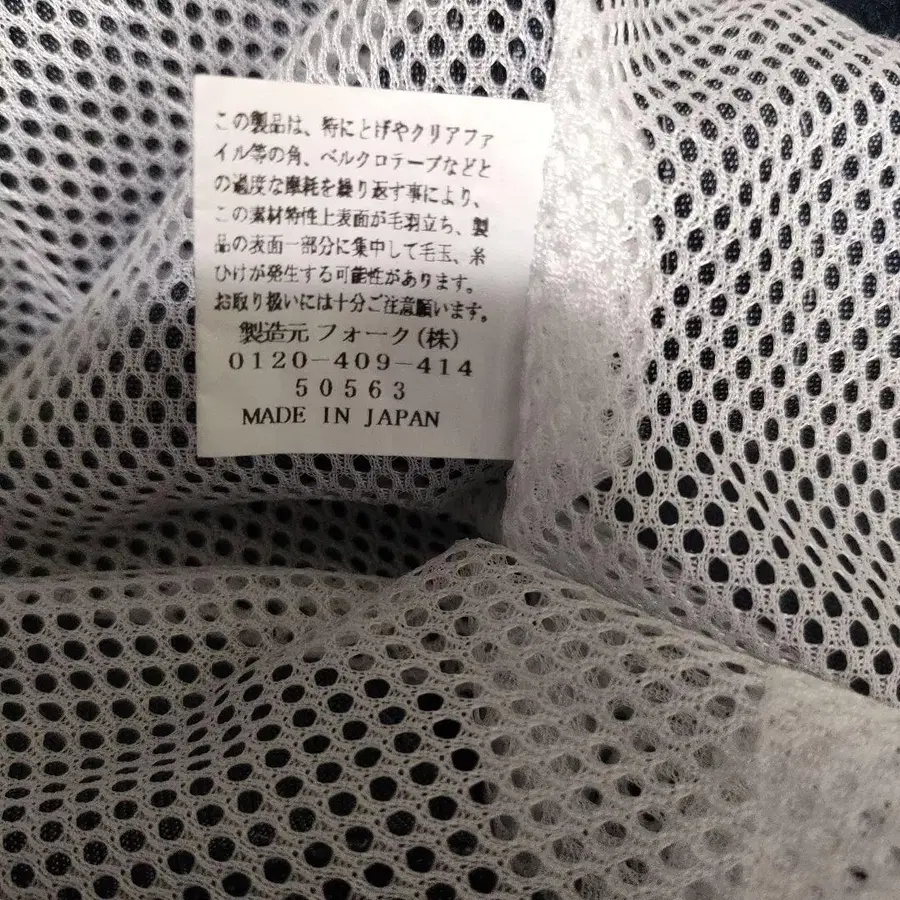 この製品は、特にとげやクリアファ
イル等の角、ベルクロテープなどと
の過度な摩耗を繰り返す事により、
この素材特性上表面が毛羽立ち、製
品の表面一部分に集中して毛玉、糸
ひけが発生する可能性があります。
お取り扱いには十分ご注意願います。
製造元 フォーク(株)
0120-409-414
50563
MADE IN JAPAN